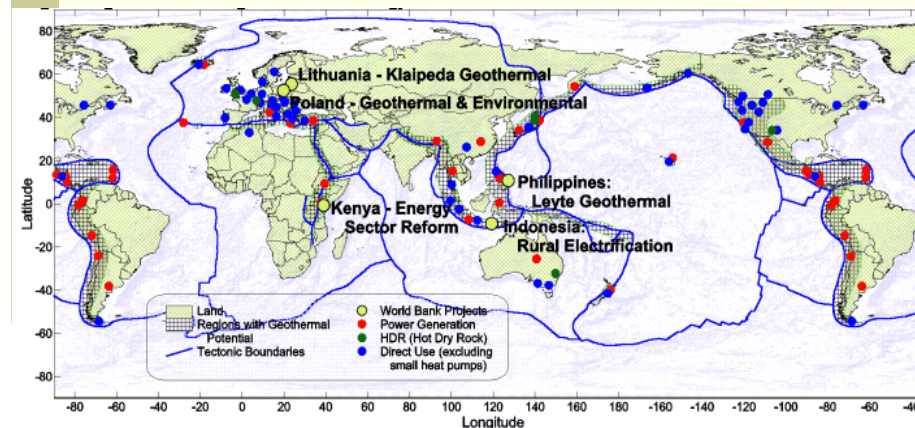 80
60
40
20
0
-20
-40
-60
-80
Latitude
Lithuania - Klaipeda Geothermal
Poland - Geothermal & Environmental
Philippines:
Leyte Geothermal
Kenya - Energy
Sector Reform
Indonesia:
Rural Electrification
Land
Regions with Geothermal
Potential
Tectonic Boundaries
World Bank Projects
Power Generation
HDR (Hot Dry Rock)
Direct Use (excluding
small heat pumps)
-80 -60 -40 -20 0 20 40 60 80 100 120 140 160 180 -160 -140 -120 -100 -80 -60 -40
Longitude